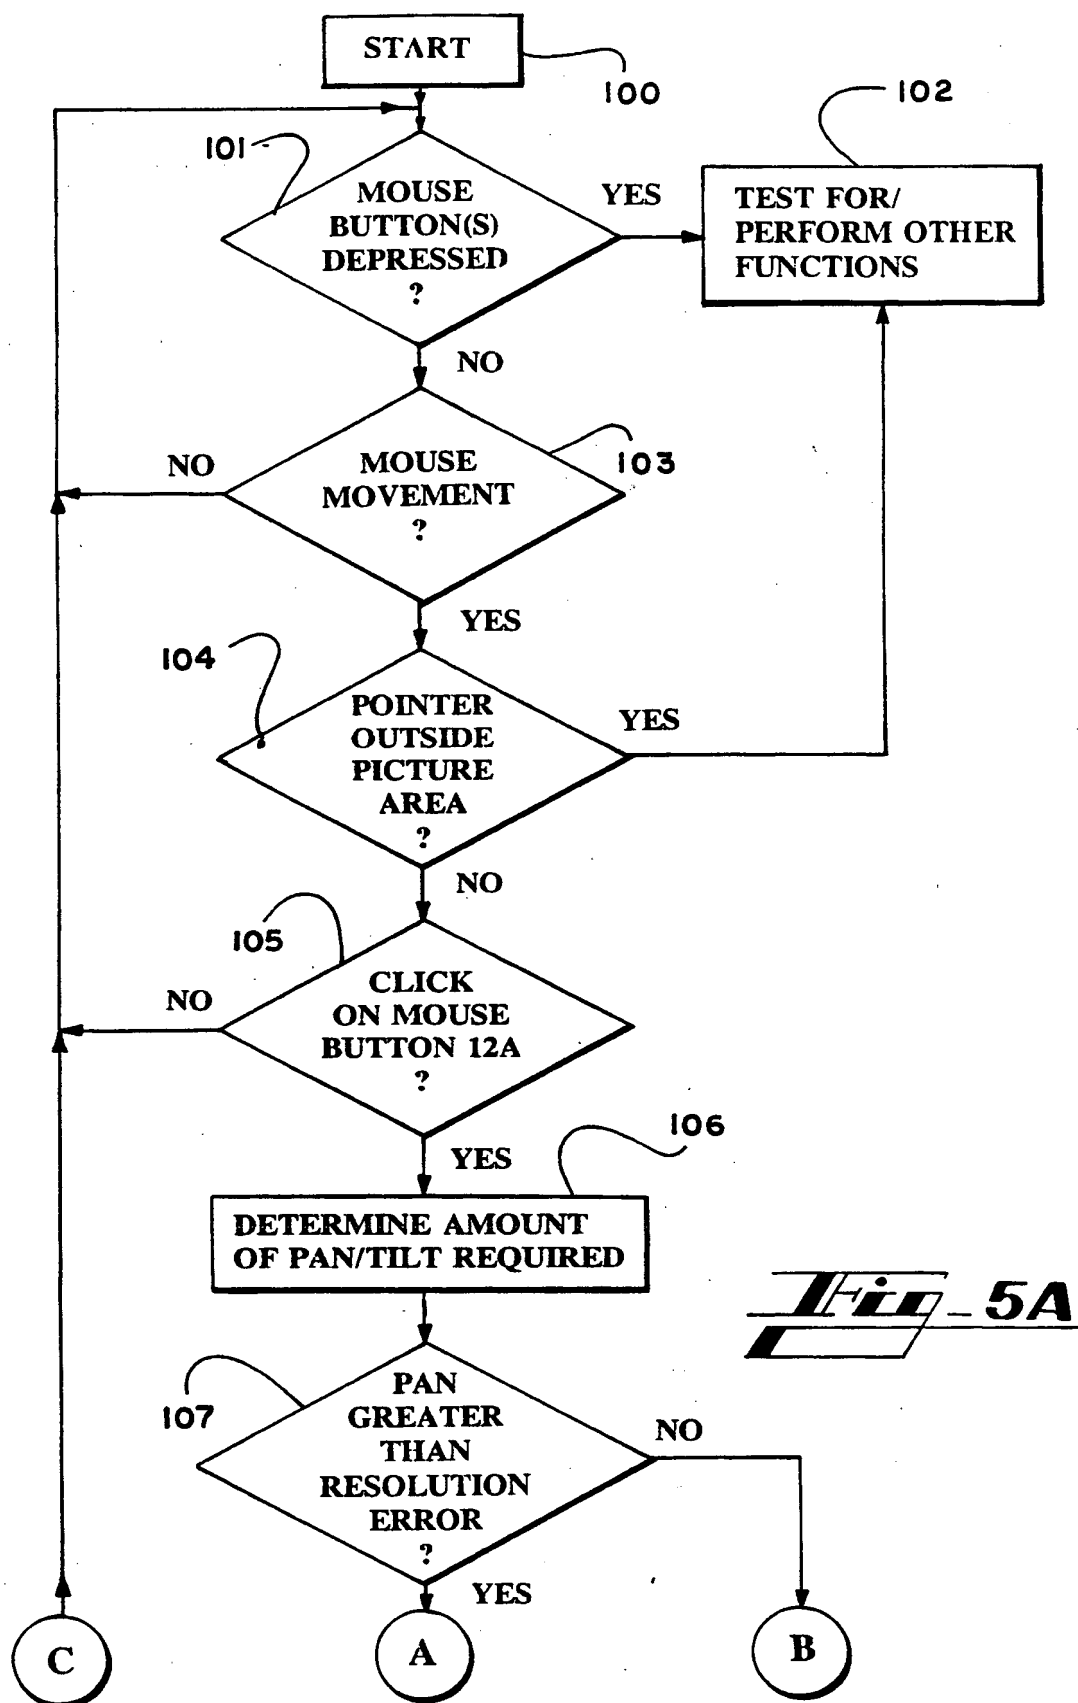 START
100
102
101
MOUSE
BUTTON(S)
DEPRESSED
?
YES
TEST FOR/
PERFORM OTHER
FUNCTIONS
NO
NO
MOUSE
MOVEMENT
?
103
YES
104
POINTER
OUTSIDE
PICTURE
AREA
?
YES
NO
105
NO
CLICK
ON MOUSE
BUTTON 12A
?
YES
106
DETERMINE AMOUNT
OF PAN/TILT REQUIRED
Fig_5A
107
PAN
GREATER
THAN
RESOLUTION
ERROR
?
NO
YES
C
A
B